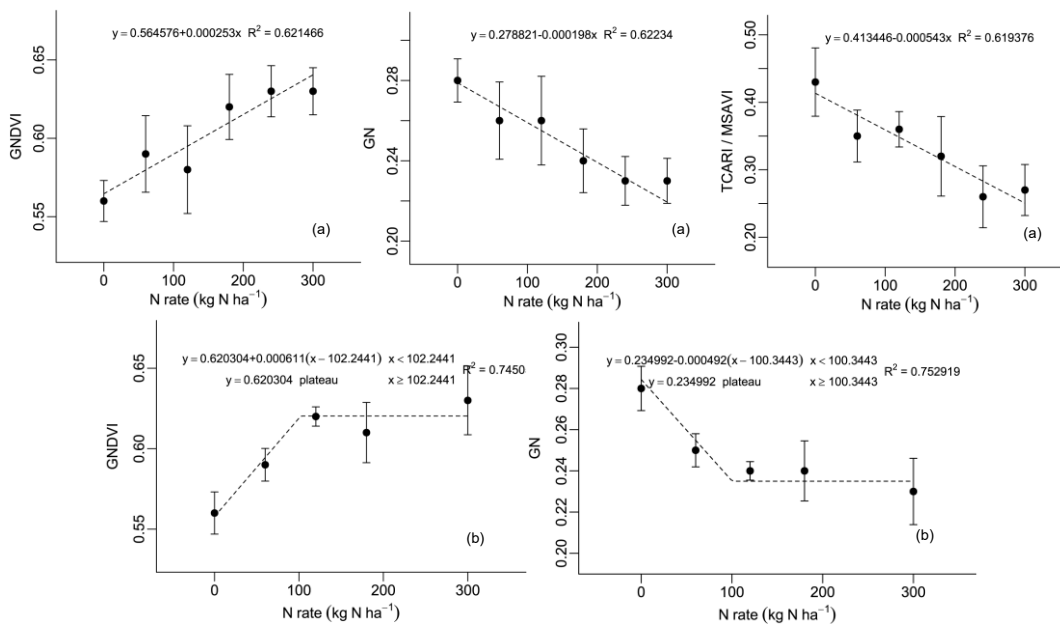 y = 0.564576+0.000253x R² = 0.621466
GNDVI
0.65
0.60
0.55
(a)
0 100 200 300
N rate (kg N ha⁻¹)
y = 0.278821-0.000198x R² = 0.62234
GN
0.28
0.24
0.20
(a)
0 100 200 300
N rate (kg N ha⁻¹)
y = 0.413446-0.000543x R² = 0.619376
TCARI / MSAVI
0.50
0.40
0.30
0.20
(a)
0 100 200 300
N rate (kg N ha⁻¹)
y = 0.620304+0.000611(x − 102.2441) x < 102.2441
R² = 0.7450
y = 0.620304 plateau x ≥ 102.2441
GNDVI
0.65
0.60
0.55
(b)
0 100 200 300
N rate (kg N ha⁻¹)
y = 0.234992-0.000492(x − 100.3443) x < 100.3443
R² = 0.752919
y = 0.234992 plateau x ≥ 100.3443
GN
0.30
0.28
0.26
0.24
0.22
0.20
(b)
0 100 200 300
N rate (kg N ha⁻¹)